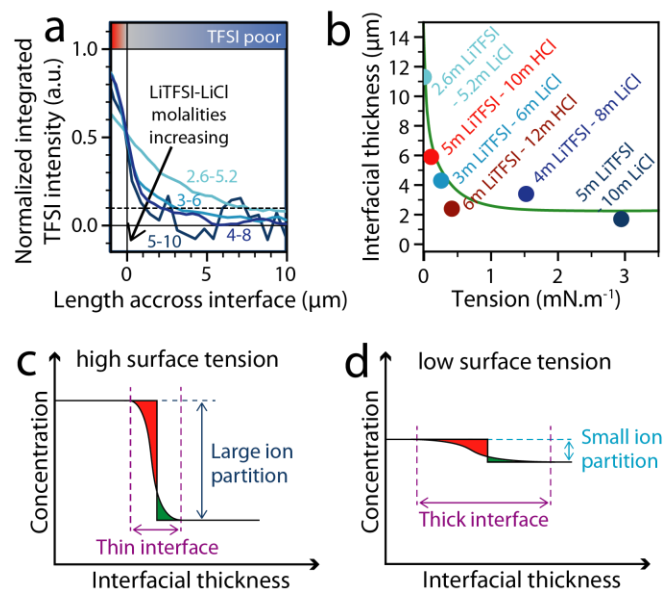 a
TFSI poor
1.0
0.5
0.0
Normalized integrated
TFSI intensity (a.u.)
LiTFSI-LiCl
molalities
increasing
2.6-5.2
3-6
5-10
4-8
0
5
10
Length accross interface (μm)
b
Interfacial thickness (μm)
14
12
10
8
6
4
2
0
2.6m LiTFSI
- 5.2m LiCl
5m LiTFSI - 10m HCl
3m LiTFSI - 6m LiCl
6m LiTFSI - 12m HCl
4m LiTFSI - 8m LiCl
5m LiTFSI
-10m LiCl
0
1
2
3
Tension (mN.m⁻¹)
c
high surface tension
Concentration
Large ion
partition
Thin interface
Interfacial thickness
d
low surface tension
Concentration
Small ion
partition
Thick interface
Interfacial thickness